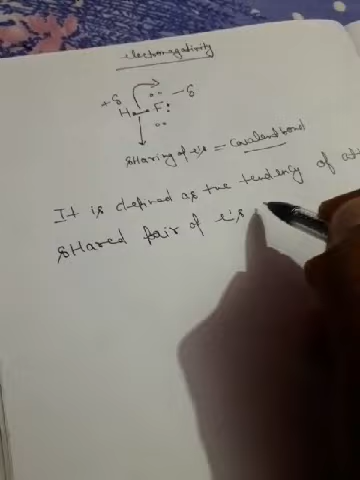 electronegativity
+δ H F −δ
sharing of e's = Covalent bond
It is defined as the tendency of
shared pair of e's